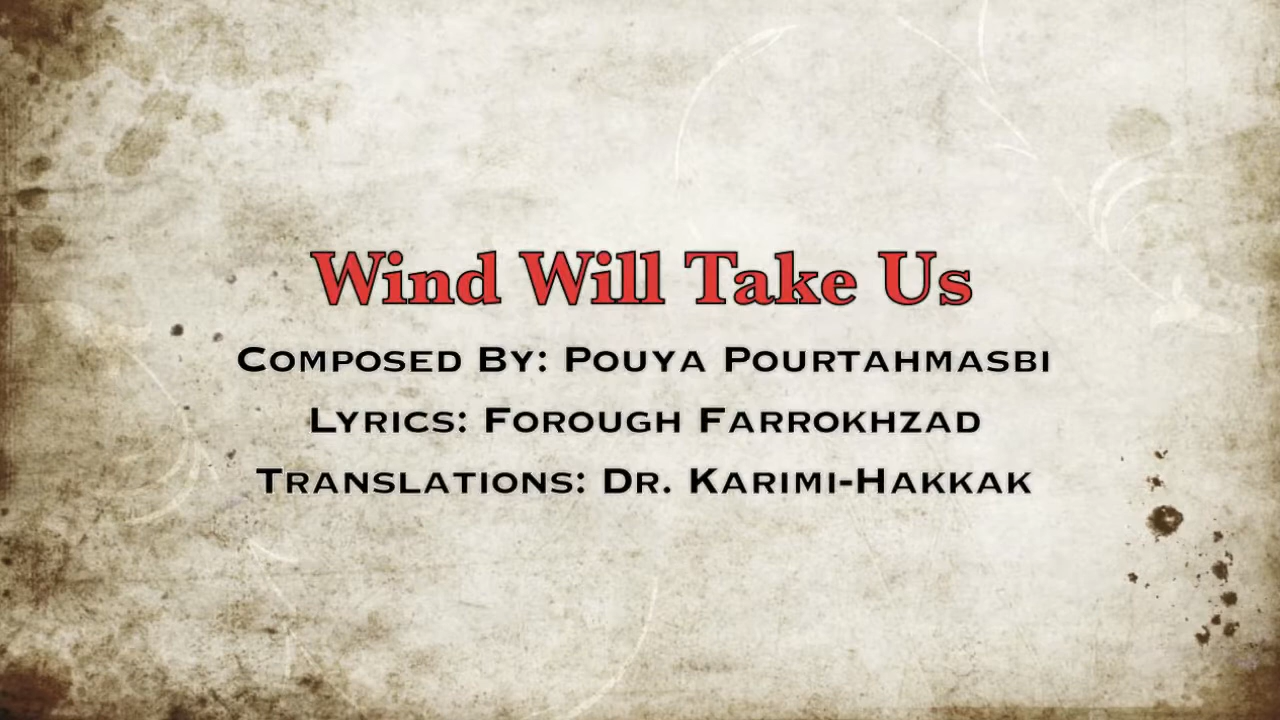 Wind Will Take Us
Composed By: Pouya Pourtahmasbi
Lyrics: Forough Farrokhzad
Translations: Dr. Karimi-Hakkak